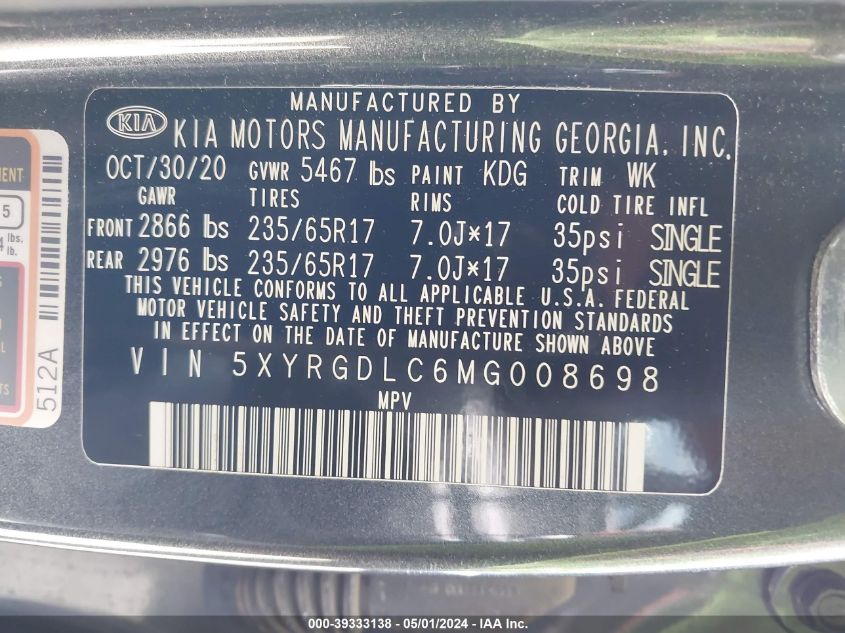 MANUFACTURED BY
KIA KIA MOTORS MANUFACTURING GEORGIA, INC.
OCT/30/20 GVWR 5467 lbs PAINT KDG TRIM WK
GAWR TIRES RIMS COLD TIRE INFL
FRONT 2866 lbs 235/65R17 7.0J*17 35psi SINGLE
REAR 2976 lbs 235/65R17 7.0J*17 35psi SINGLE
THIS VEHICLE CONFORMS TO ALL APPLICABLE U.S.A. FEDERAL
MOTOR VEHICLE SAFETY AND THEFT PREVENTION STANDARDS
IN EFFECT ON THE DATE OF MANUFACTURE SHOWN ABOVE
VIN 5XYRGDLC6MG008698
MPV
5
lbs.
lb.
512A
000-39333138 - 05/01/2024 - IAAI Inc.